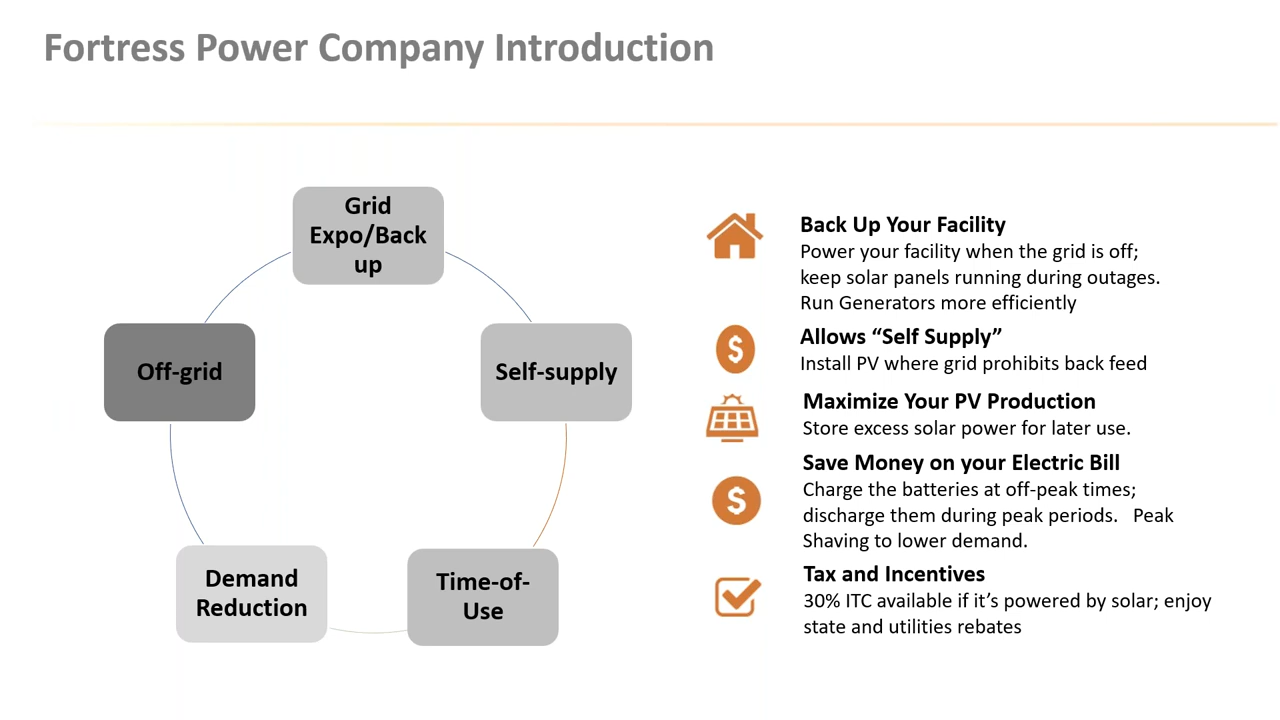 Fortress Power Company Introduction
Grid
Expo/Back
up
Off-grid
Self-supply
Demand
Reduction
Time-of-
Use
Back Up Your Facility
Power your facility when the grid is off;
keep solar panels running during outages.
Run Generators more efficiently
Allows “Self Supply”
Install PV where grid prohibits back feed
Maximize Your PV Production
Store excess solar power for later use.
Save Money on your Electric Bill
Charge the batteries at off-peak times;
discharge them during peak periods.   Peak
Shaving to lower demand.
Tax and Incentives
30% ITC available if it’s powered by solar; enjoy
state and utilities rebates